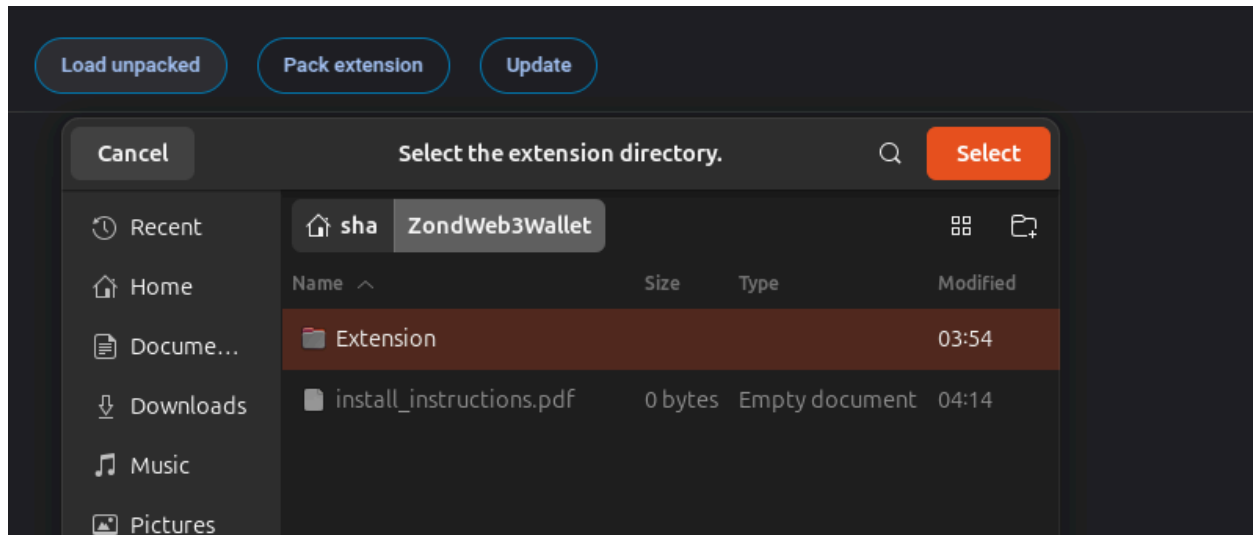 Load unpacked Pack extension Update
Cancel Select the extension directory. Select
Recent
sha ZondWeb3Wallet
Home
Name Size Type Modified
Docume...
Extension 03:54
Downloads
install_instructions.pdf 0 bytes Empty document 04:14
Music
Pictures